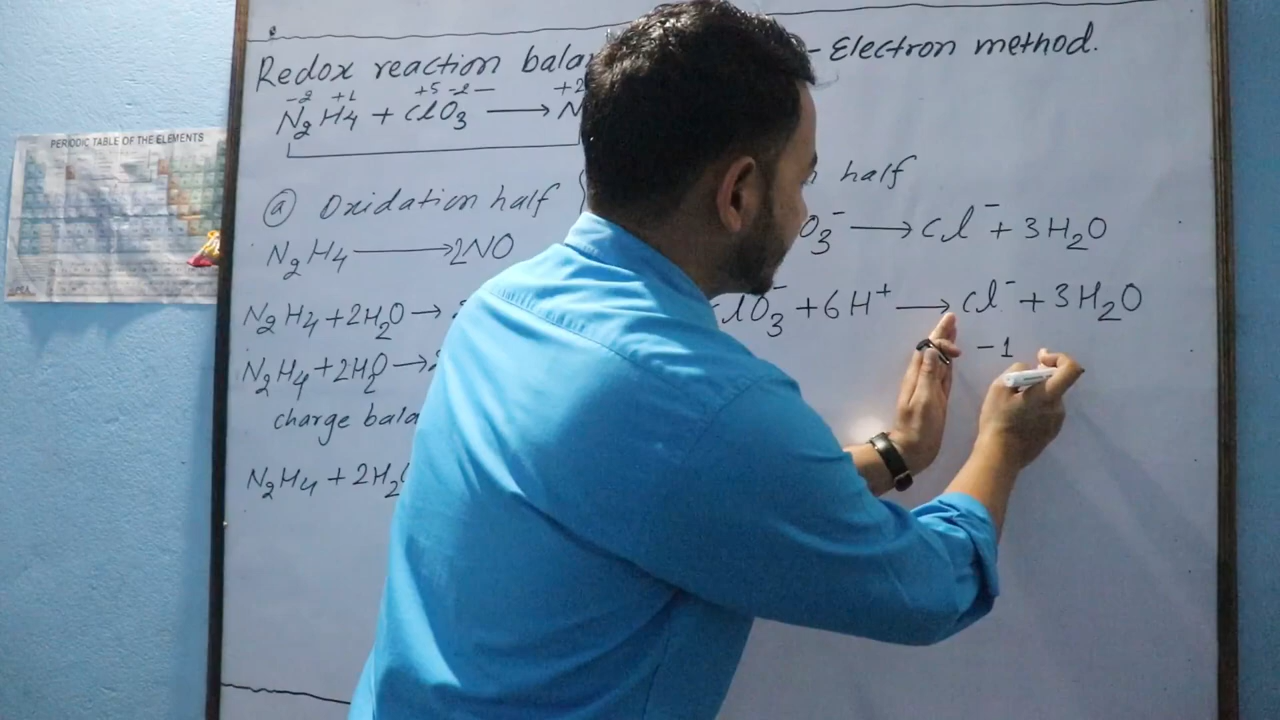 PERIODIC TABLE OF THE ELEMENTS
Redox reaction bala - Electron method.
-2 +1 +5 -2 - +2
N₂H₄ + ClO₃ ⟶ N
ⓐ Oxidation half
half
N₂H₄ ⟶ 2NO
O₃⁻ ⟶ Cl⁻ + 3H₂O
N₂H₄ + 2H₂O →
ClO₃⁻ + 6H⁺ ⟶ Cl⁻ + 3H₂O
N₂H₄ + 2H₂O →
-1
charge bala
N₂H₄ + 2H₂